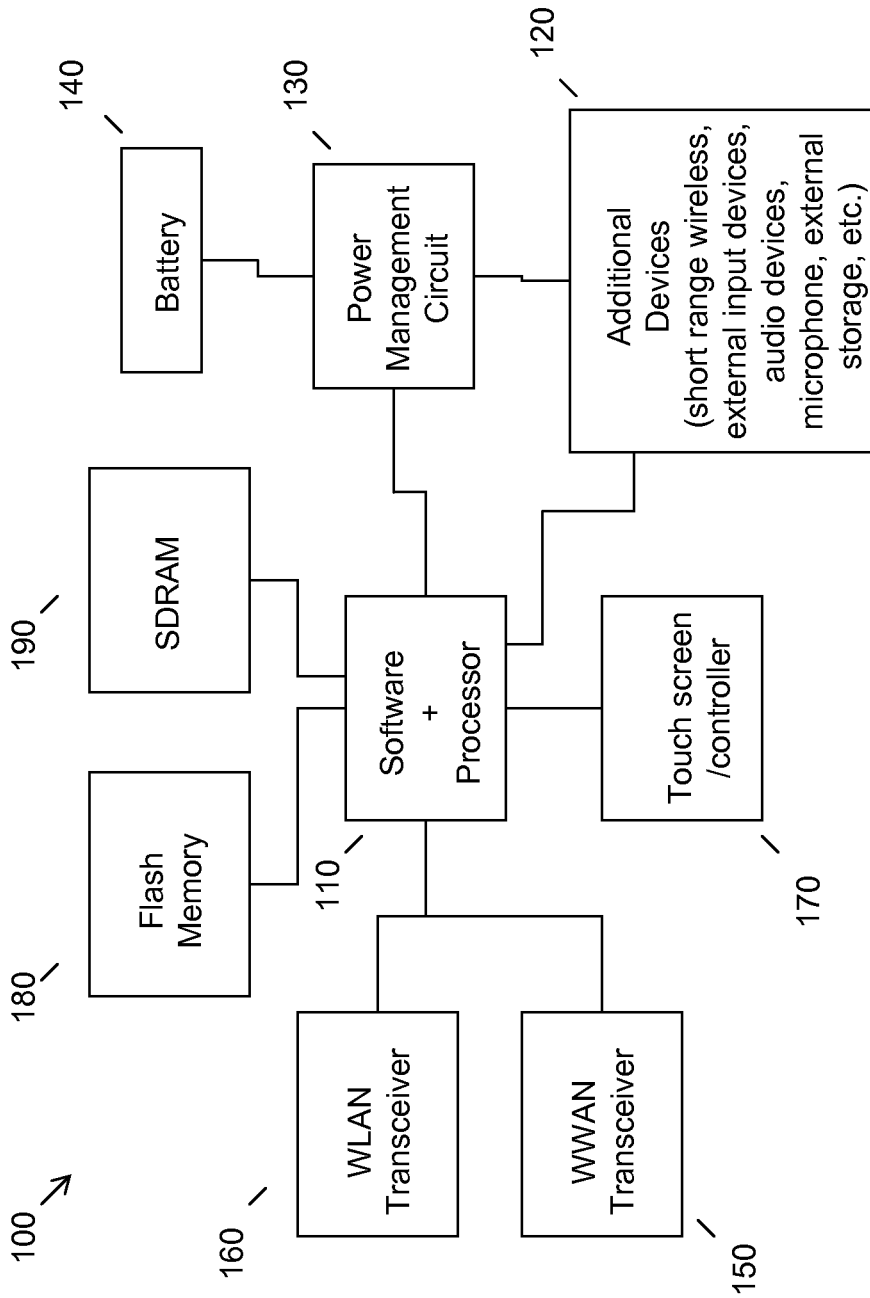 100
160
WLAN
Transceiver
WWAN
Transceiver
150
180
Flash
Memory
190
SDRAM
110
Software
+
Processor
170
Touch screen
/controller
140
Battery
130
Power
Management
Circuit
120
Additional
Devices
(short range wireless,
external input devices,
audio devices,
microphone, external
storage, etc.)